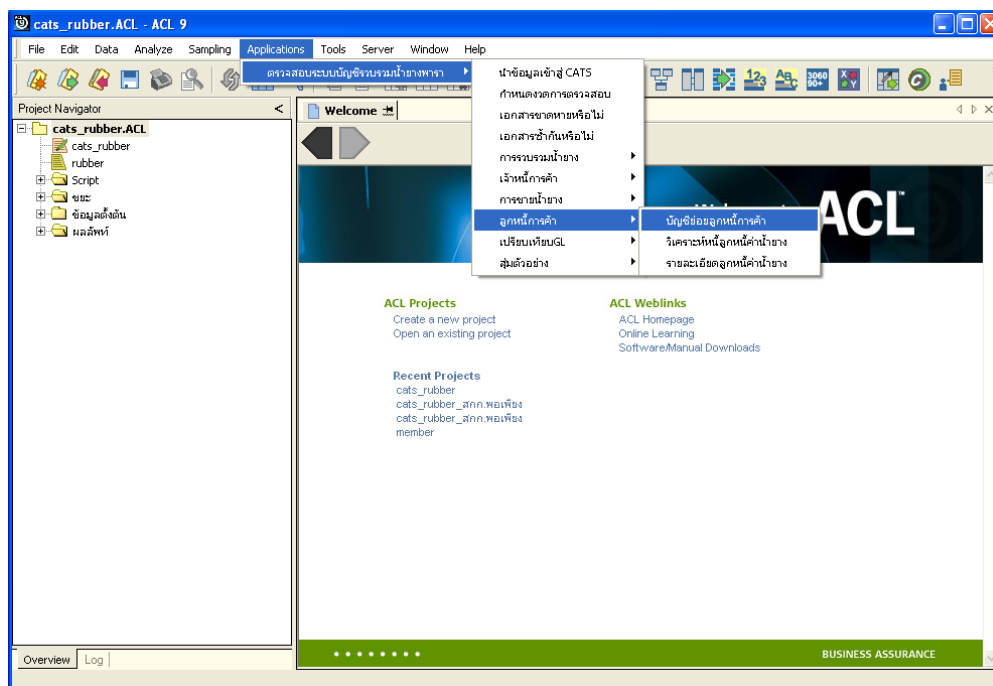 cats_rubber.ACL - ACL 9
File Edit Data Analyze Sampling Applications Tools Server Window Help
ตรวจสอบระบบบัญชีรวบรวมน้ำยางพารา
นำข้อมูลเข้าสู่ CATS
กำหนดงวดการตรวจสอบ
เอกสารขาดหายหรือไม่
เอกสารซ้ำกันหรือไม่
การรวบรวมน้ำยาง
เจ้าหนี้การค้า
การขายน้ำยาง
ลูกหนี้การค้า
เปรียบเทียบGL
สุ่มตัวอย่าง
บัญชีย่อยลูกหนี้การค้า
วิเคราะห์หนี้ลูกหนี้ค่าน้ำยาง
รายละเอียดลูกหนี้ค่าน้ำยาง
Project Navigator <
cats_rubber.ACL
cats_rubber
rubber
Script
ขยะ
ข้อมูลตั้งต้น
ผลลัพท์
Welcome
ACL™
ACL Projects
Create a new project
Open an existing project
Recent Projects
cats_rubber
cats_rubber_สกก.พอเพียง
cats_rubber_สกก.พอเพียง
member
ACL Weblinks
ACL Homepage
Online Learning
Software/Manual Downloads
BUSINESS ASSURANCE
Overview Log